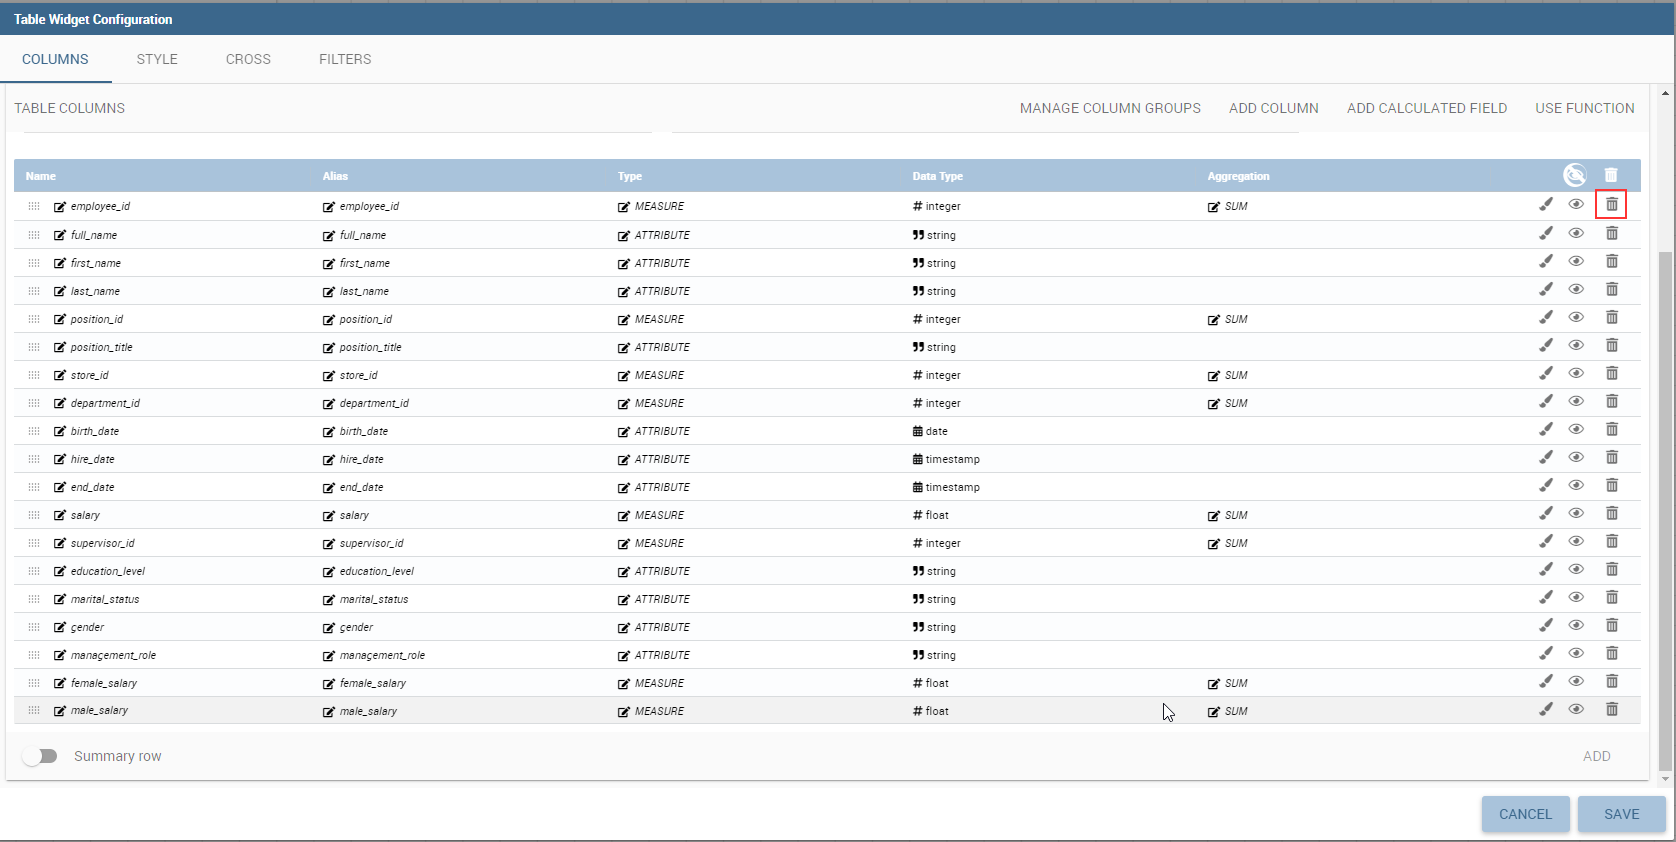 Table Widget Configuration
COLUMNS STYLE CROSS FILTERS
TABLE COLUMNS MANAGE COLUMN GROUPS ADD COLUMN ADD CALCULATED FIELD USE FUNCTION
Name Alias Type Data Type Aggregation
employee_id employee_id MEASURE # integer SUM
full_name full_name ATTRIBUTE string
first_name first_name ATTRIBUTE string
last_name last_name ATTRIBUTE string
position_id position_id MEASURE # integer SUM
position_title position_title ATTRIBUTE string
store_id store_id MEASURE # integer SUM
department_id department_id MEASURE # integer SUM
birth_date birth_date ATTRIBUTE date
hire_date hire_date ATTRIBUTE timestamp
end_date end_date ATTRIBUTE timestamp
salary salary MEASURE # float SUM
supervisor_id supervisor_id MEASURE # integer SUM
education_level education_level ATTRIBUTE string
marital_status marital_status ATTRIBUTE string
gender gender ATTRIBUTE string
management_role management_role ATTRIBUTE string
female_salary female_salary MEASURE # float SUM
male_salary male_salary MEASURE # float SUM
Summary row ADD
CANCEL SAVE